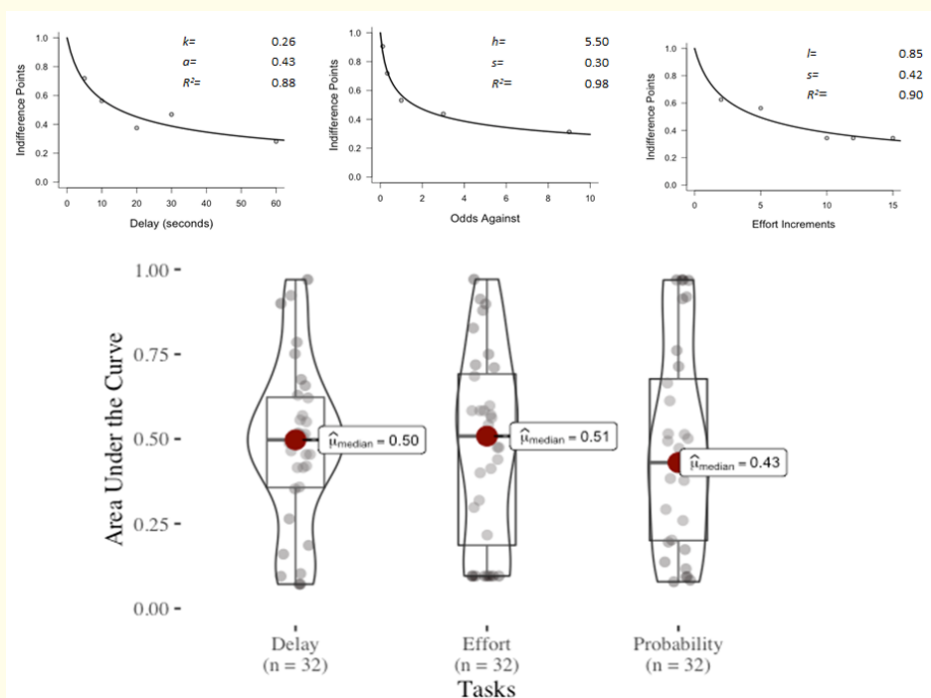 k= 0.26
a= 0.43
R²= 0.88
Indifference Points
1.0
0.8
0.6
0.4
0.2
0.0
0 10 20 30 40 50 60
Delay (seconds)
h= 5.50
s= 0.30
R²= 0.98
Indifference Points
1.0
0.8
0.6
0.4
0.2
0.0
0 2 4 6 8 10
Odds Against
l= 0.85
s= 0.42
R²= 0.90
Indifference Points
1.0
0.8
0.6
0.4
0.2
0.0
0 5 10 15
Effort Increments
Area Under the Curve
1.00
0.75
0.50
0.25
0.00
μ̂median = 0.50
μ̂median = 0.51
μ̂median = 0.43
Delay
(n = 32)
Effort
(n = 32)
Probability
(n = 32)
Tasks